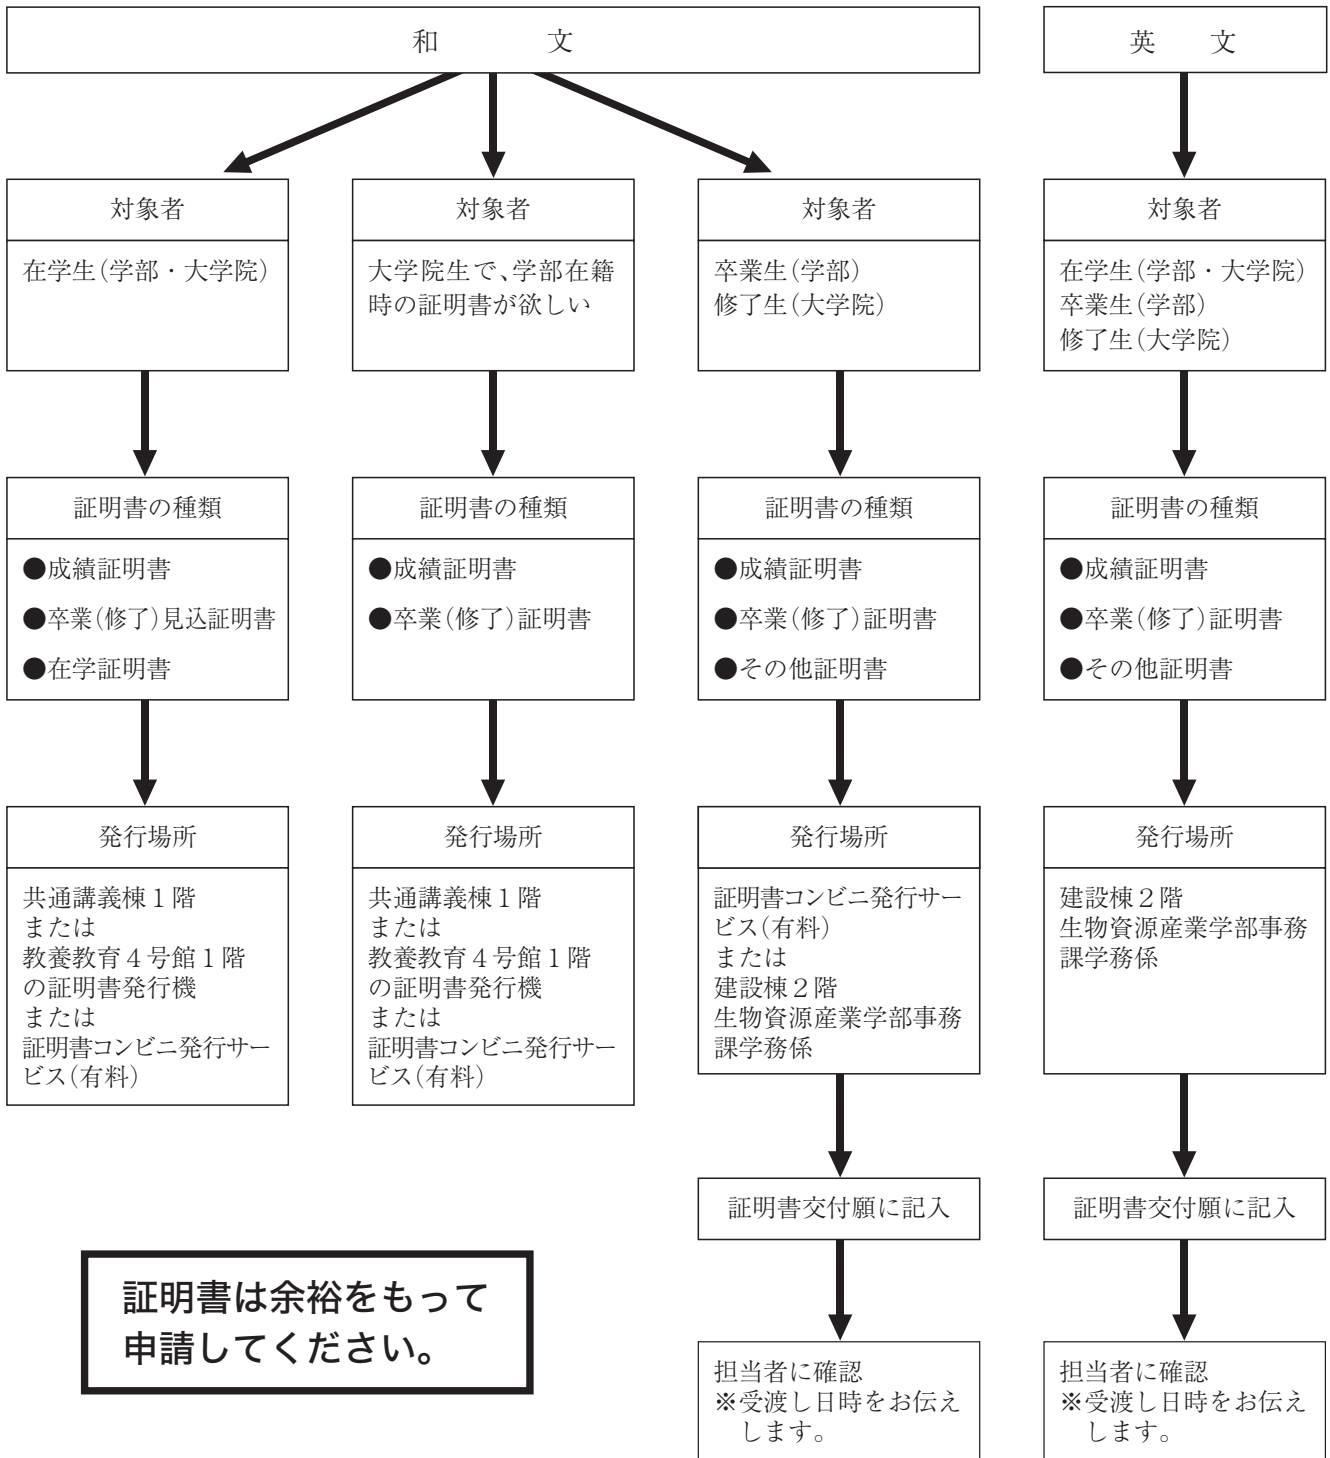 和　文
英　文
対象者
在学生（学部・大学院）
対象者
大学院生で、学部在籍
時の証明書が欲しい
対象者
卒業生（学部）
修了生（大学院）
対象者
在学生（学部・大学院）
卒業生（学部）
修了生（大学院）
証明書の種類
●成績証明書
●卒業（修了）見込証明書
●在学証明書
証明書の種類
●成績証明書
●卒業（修了）証明書
証明書の種類
●成績証明書
●卒業（修了）証明書
●その他証明書
証明書の種類
●成績証明書
●卒業（修了）証明書
●その他証明書
発行場所
共通講義棟１階
または
教養教育４号館１階
の証明書発行機
または
証明書コンビニ発行サー
ビス（有料）
発行場所
共通講義棟１階
または
教養教育４号館１階
の証明書発行機
または
証明書コンビニ発行サー
ビス（有料）
発行場所
証明書コンビニ発行サー
ビス（有料）
または
建設棟２階
生物資源産業学部事務
課学務係
発行場所
建設棟２階
生物資源産業学部事務
課学務係
証明書交付願に記入
証明書交付願に記入
証明書は余裕をもって
申請してください。
担当者に確認
※受渡し日時をお伝え
します。
担当者に確認
※受渡し日時をお伝え
します。